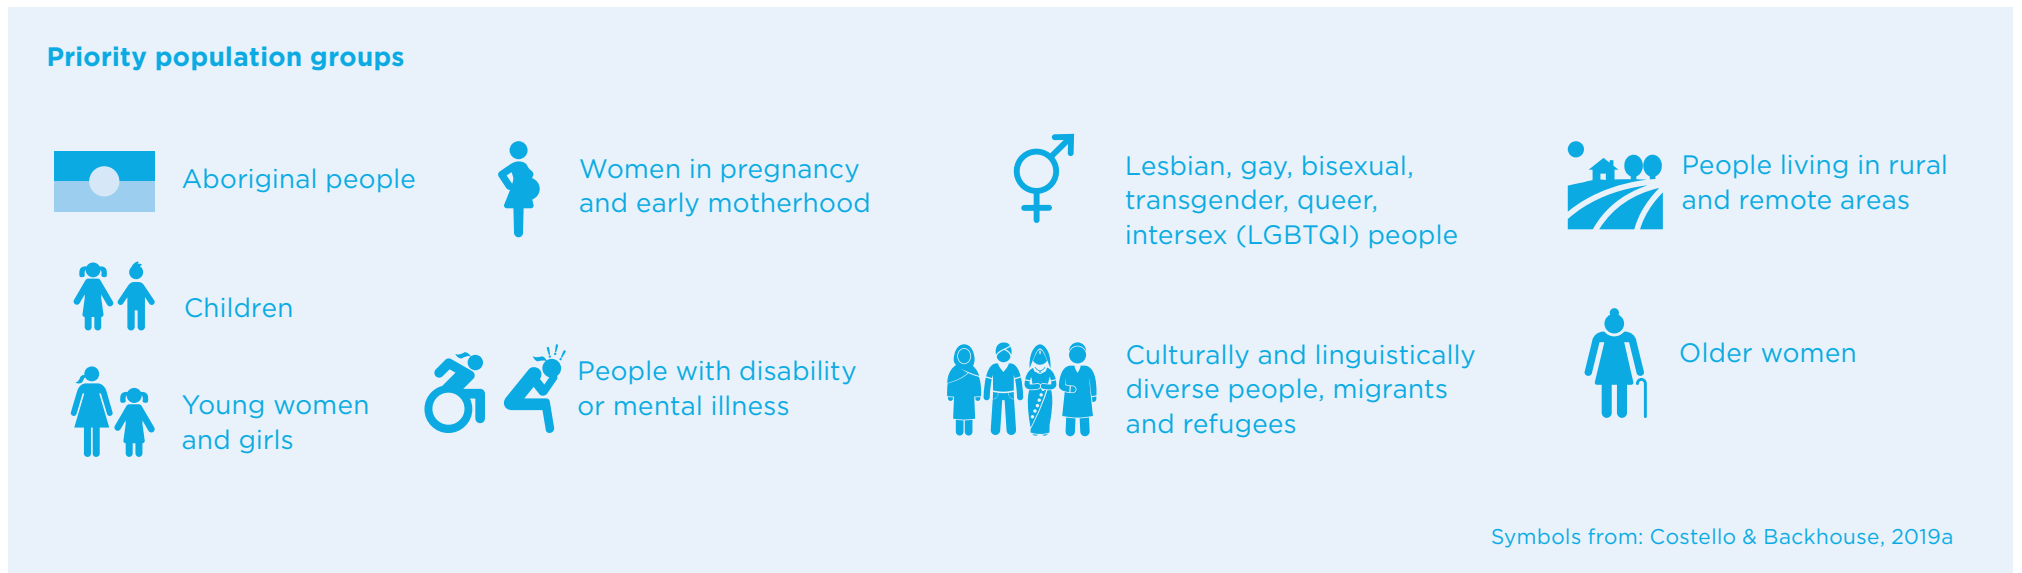 Priority population groups
Aboriginal people
Children
Young women
and girls
Women in pregnancy
and early motherhood
People with disability
or mental illness
Lesbian, gay, bisexual,
transgender, queer,
intersex (LGBTQI) people
Culturally and linguistically
diverse people, migrants
and refugees
People living in rural
and remote areas
Older women
Symbols from: Costello & Backhouse, 2019a